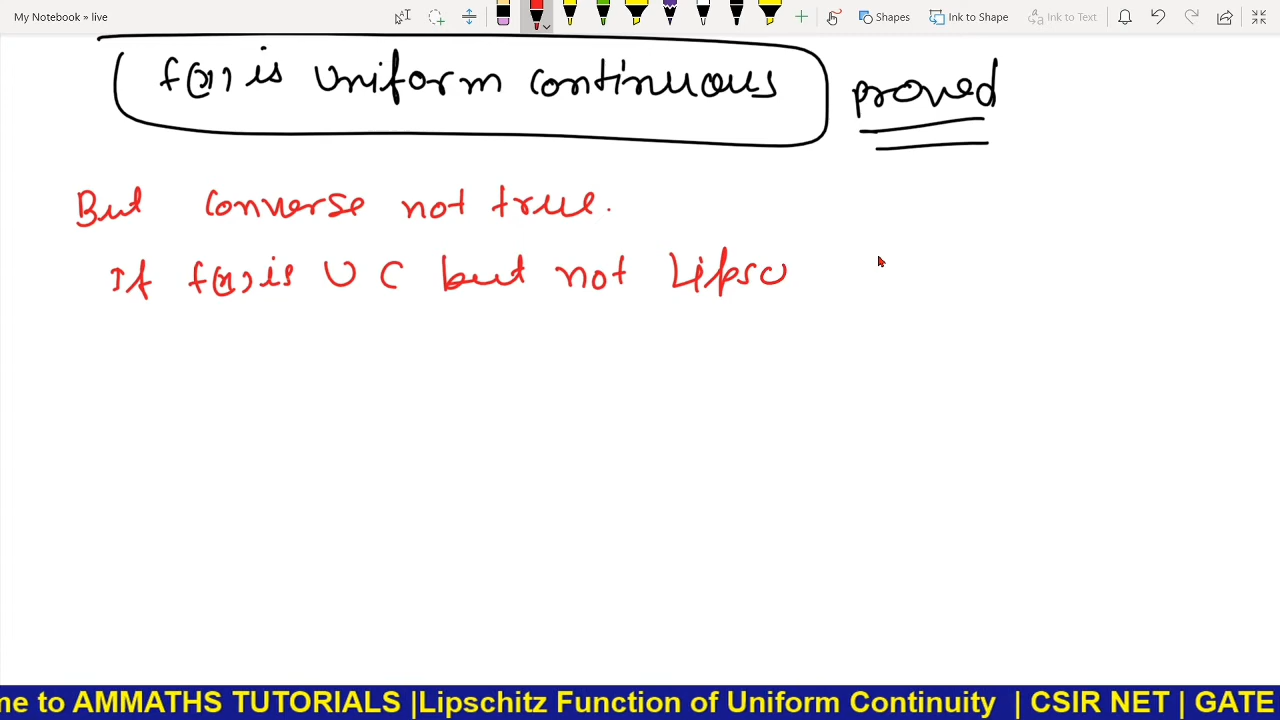 My Notebook » live
Shapes
Ink to Shape
Ink to Text
f(x) is uniform continuous proved
But converse not true.
If f(x) is U C but not Lipsc
me to AMMATHS TUTORIALS |Lipschitz Function of Uniform Continuity | CSIR NET | GATE